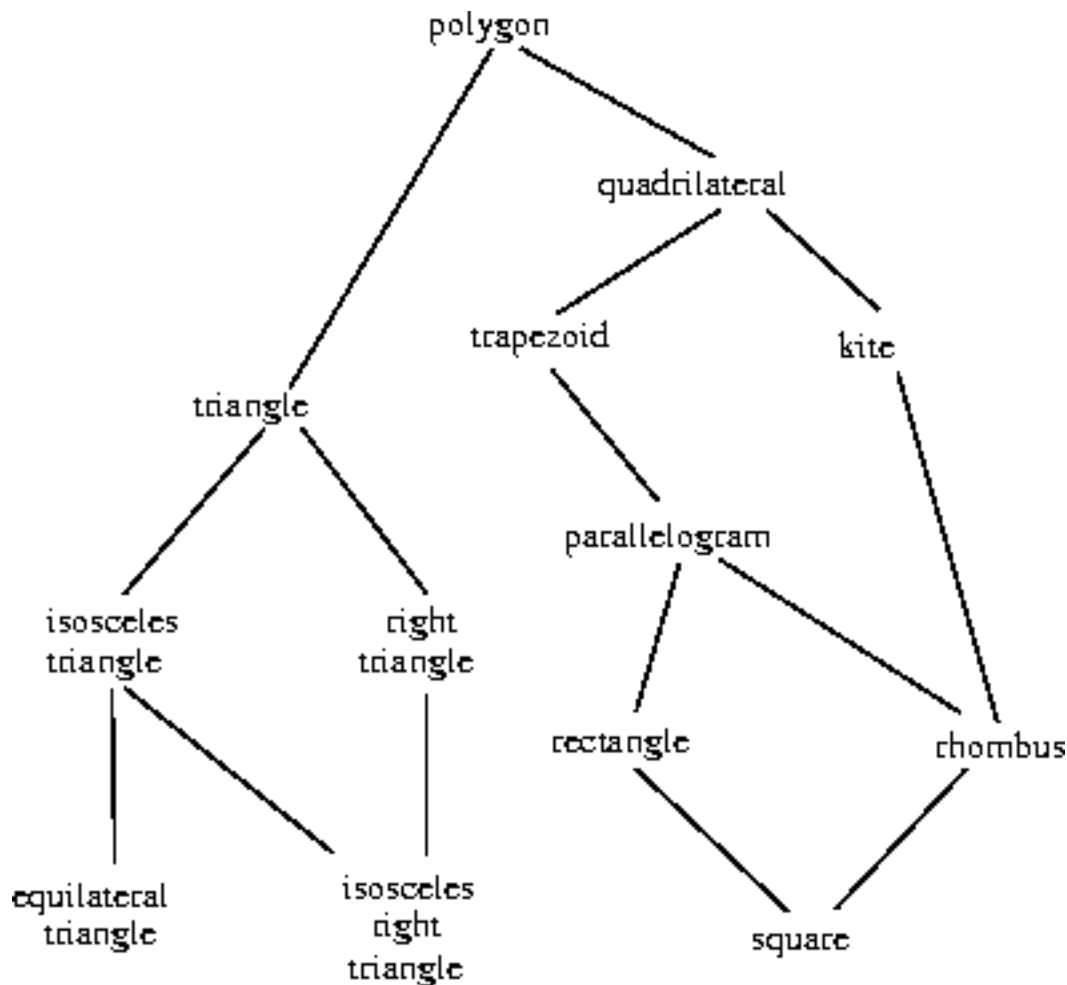 polygon
quadrilateral
trapezoid
kite
triangle
parallelogram
isosceles
triangle
right
triangle
rectangle
rhombus
equilateral
triangle
isosceles
right
triangle
square